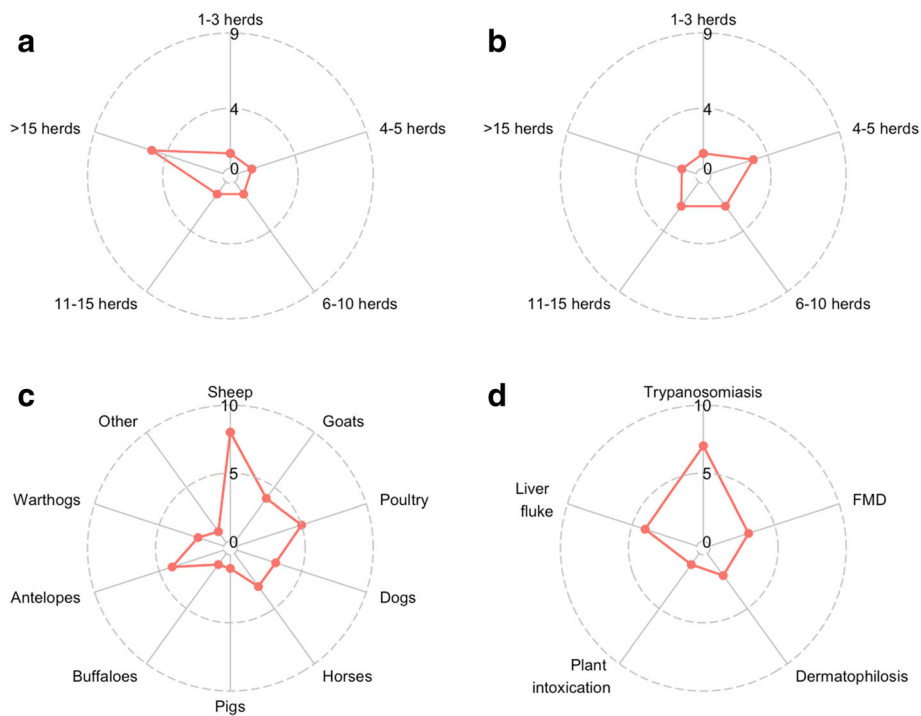 a
1-3 herds
9
4
0
>15 herds
4-5 herds
11-15 herds
6-10 herds
b
1-3 herds
9
4
0
>15 herds
4-5 herds
11-15 herds
6-10 herds
c
Sheep
10
5
0
Other
Goats
Warthogs
Poultry
Antelopes
Dogs
Buffaloes
Horses
Pigs
d
Trypanosomiasis
10
5
0
Liver
fluke
FMD
Plant
intoxication
Dermatophilosis